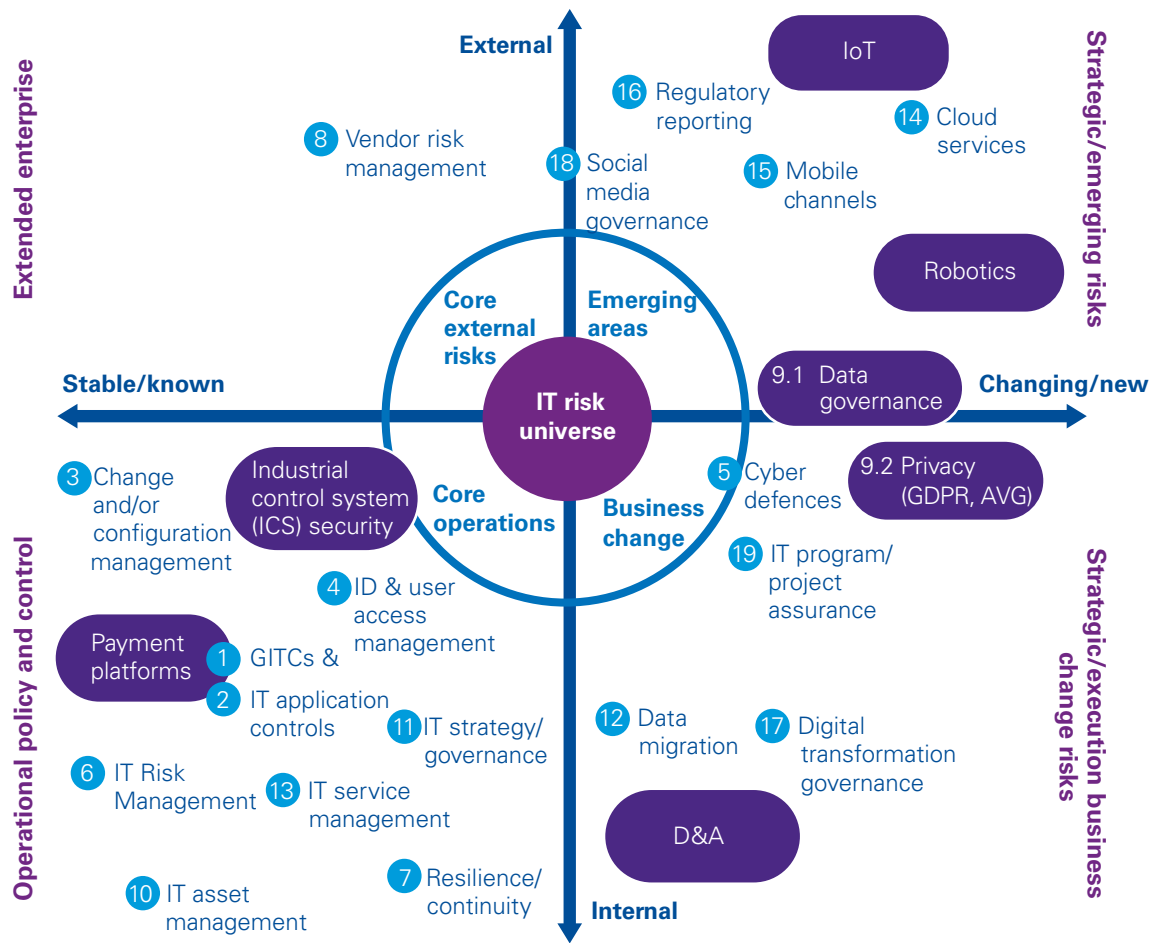 External
IoT
16 Regulatory
reporting
14 Cloud
services
8 Vendor risk
management
18 Social
media
governance
15 Mobile
channels
Extended enterprise
Strategic/emerging risks
Robotics
Core
external
risks
Emerging
areas
Stable/known
IT risk
universe
9.1 Data
governance
Changing/new
3 Change
and/or
configuration
management
Industrial
control system
(ICS) security
Core
operations
Business
change
5 Cyber
defences
9.2 Privacy
(GDPR, AVG)
19 IT program/
project
assurance
4 ID & user
access
management
Payment
platforms
1 GITCs &
2 IT application
controls
11 IT strategy/
governance
12 Data
migration
17 Digital
transformation
governance
6 IT Risk
Management
13 IT service
management
D&A
7 Resilience/
continuity
10 IT asset
management
Internal
Operational policy and control
Strategic/execution business
change risks